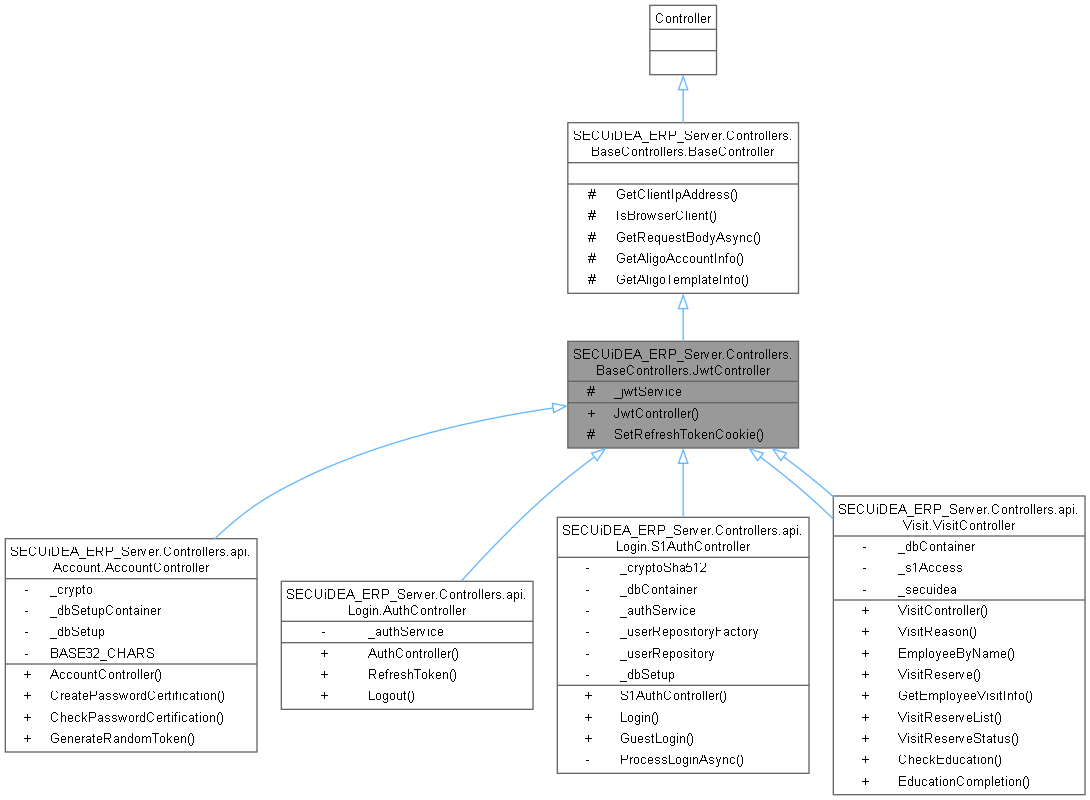 Controller
SECUiDEA_ERP_Server.Controllers.
BaseControllers.BaseController
# GetClientIpAddress()
# IsBrowserClient()
# GetRequestBodyAsync()
# GetAligoAccountInfo()
# GetAligoTemplateInfo()
SECUiDEA_ERP_Server.Controllers.
BaseControllers.JwtController
# _jwtService
+ JwtController()
# SetRefreshTokenCookie()
SECUiDEA_ERP_Server.Controllers.api.
Account.AccountController
- _crypto
- _dbSetupContainer
- _dbSetup
- BASE32_CHARS
+ AccountController()
+ CreatePasswordCertification()
+ CheckPasswordCertification()
+ GenerateRandomToken()
SECUiDEA_ERP_Server.Controllers.api.
Login.AuthController
- _authService
+ AuthController()
+ RefreshToken()
+ Logout()
SECUiDEA_ERP_Server.Controllers.api.
Login.S1AuthController
- _cryptoSha512
- _dbContainer
- _authService
- _userRepositoryFactory
- _userRepository
- _dbSetup
+ S1AuthController()
+ Login()
+ GuestLogin()
- ProcessLoginAsync()
SECUiDEA_ERP_Server.Controllers.api.
Visit.VisitController
- _dbContainer
- _s1Access
- _secuidea
+ VisitController()
+ VisitReason()
+ EmployeeByName()
+ VisitReserve()
+ GetEmployeeVisitInfo()
+ VisitReserveList()
+ VisitReserveStatus()
+ CheckEducation()
+ EducationCompletion()